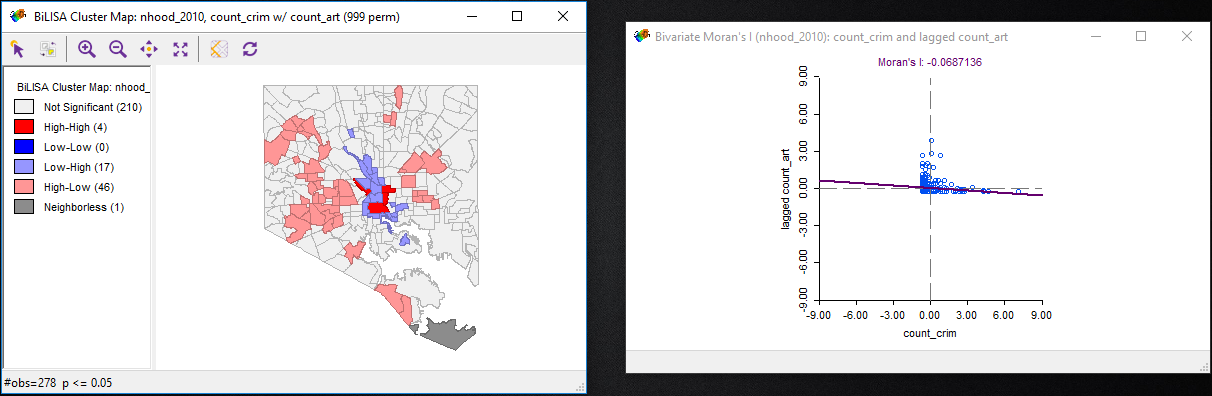 BiLISA Cluster Map: nhood_2010, count_crim w/ count_art (999 perm)
BiLISA Cluster Map: nhood_
Not Significant (210)
High-High (4)
Low-Low (0)
Low-High (17)
High-Low (46)
Neighborless (1)
#obs=278 p <= 0.05
Bivariate Moran's I (nhood_2010): count_crim and lagged count_art
Moran's I: -0.0687136
9.00
6.00
3.00
0.00
-3.00
-6.00
-9.00
lagged count_art
-9.00 -6.00 -3.00 0.00 3.00 6.00 9.00
count_crim